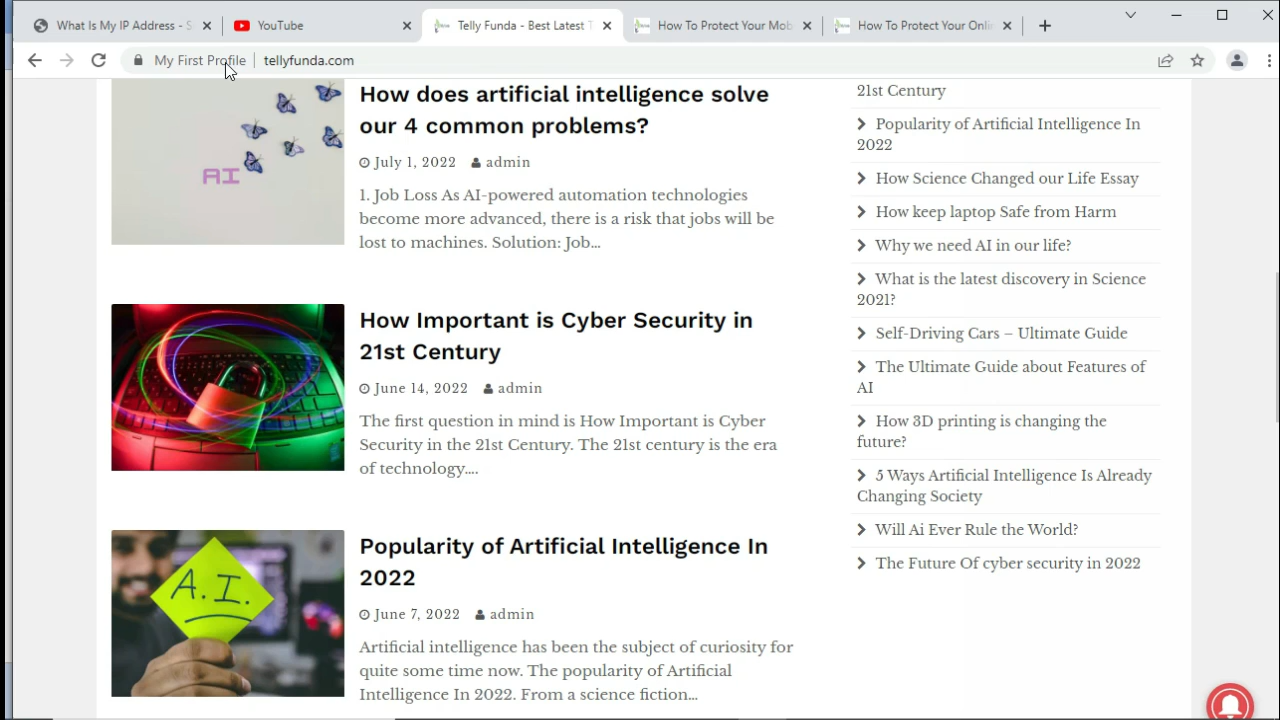 What Is My IP Address - S
YouTube
Telly Funda - Best Latest T
How To Protect Your Mob
How To Protect Your Onli
My First Profile
tellyfunda.com
How does artificial intelligence solve
our 4 common problems?
July 1, 2022 admin
1. Job Loss As AI-powered automation technologies
become more advanced, there is a risk that jobs will be
lost to machines. Solution: Job...
AI
How Important is Cyber Security in
21st Century
June 14, 2022 admin
The first question in mind is How Important is Cyber
Security in the 21st Century. The 21st century is the era
of technology....
Popularity of Artificial Intelligence In
2022
June 7, 2022 admin
Artificial intelligence has been the subject of curiosity for
quite some time now. The popularity of Artificial
Intelligence In 2022. From a science fiction...
A.I.
21st Century
Popularity of Artificial Intelligence In
2022
How Science Changed our Life Essay
How keep laptop Safe from Harm
Why we need AI in our life?
What is the latest discovery in Science
2021?
Self-Driving Cars – Ultimate Guide
The Ultimate Guide about Features of
AI
How 3D printing is changing the
future?
5 Ways Artificial Intelligence Is Already
Changing Society
Will Ai Ever Rule the World?
The Future Of cyber security in 2022